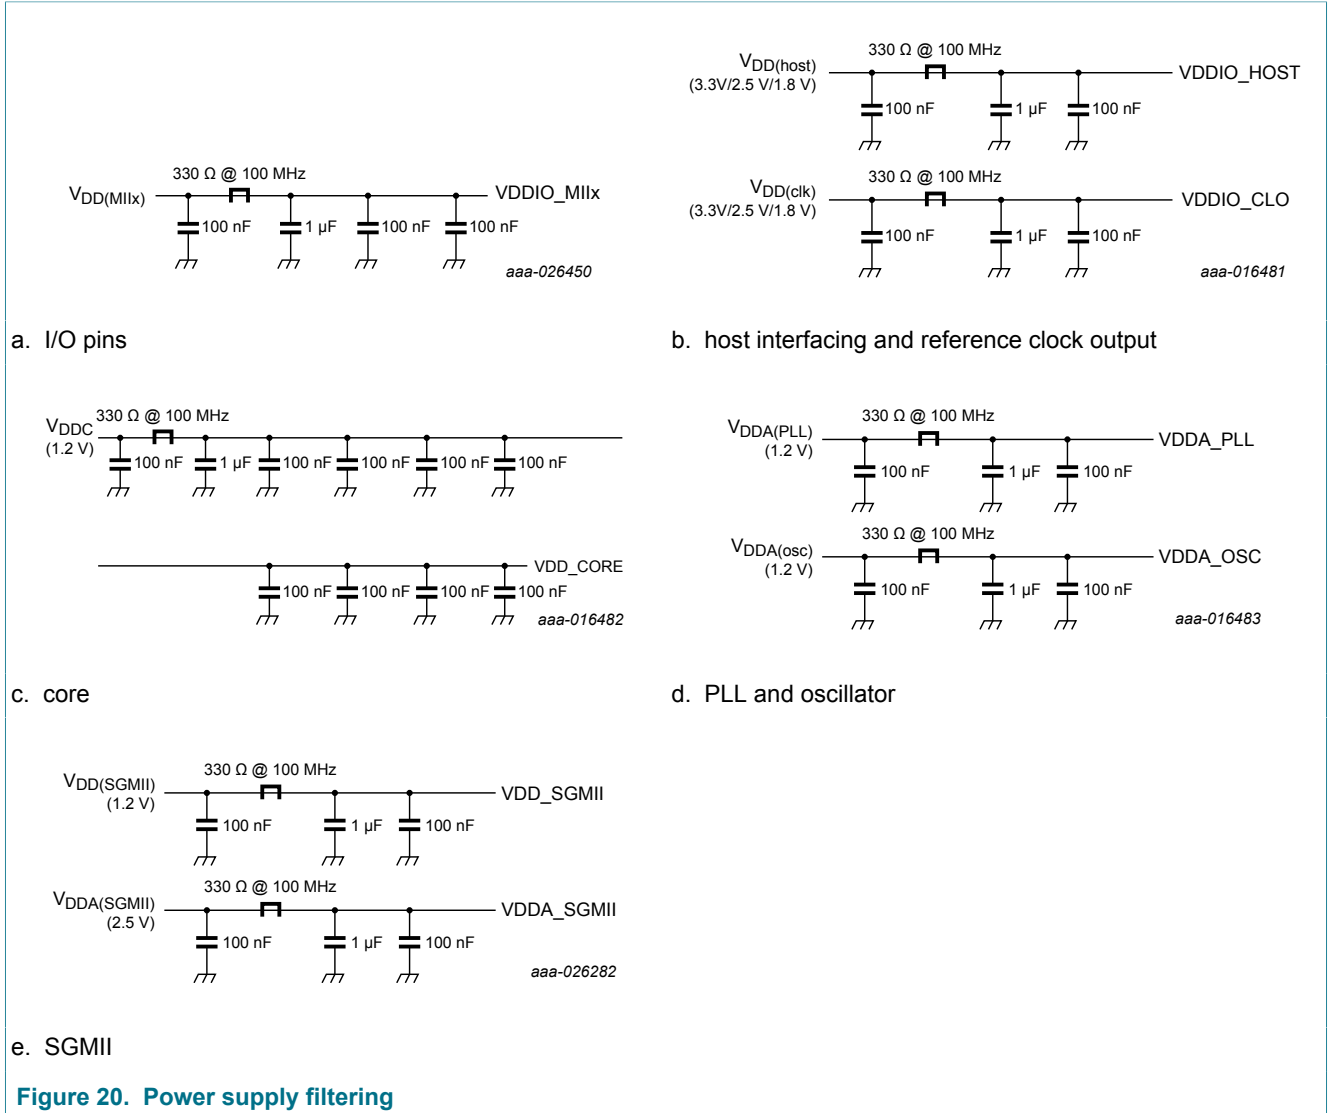 330 Ω @ 100 MHz
V_DD(MIIx)
VDDIO_MIIx
100 nF 1 µF 100 nF 100 nF
aaa-026450
a. I/O pins
330 Ω @ 100 MHz
V_DD(host)
(3.3V/2.5 V/1.8 V)
VDDIO_HOST
100 nF 1 µF 100 nF
330 Ω @ 100 MHz
V_DD(clk)
(3.3V/2.5 V/1.8 V)
VDDIO_CLO
100 nF 1 µF 100 nF
aaa-016481
b. host interfacing and reference clock output
330 Ω @ 100 MHz
V_DDC
(1.2 V)
100 nF 1 µF 100 nF 100 nF 100 nF 100 nF
VDD_CORE
100 nF 100 nF 100 nF 100 nF
aaa-016482
c. core
330 Ω @ 100 MHz
V_DDA(PLL)
(1.2 V)
VDDA_PLL
100 nF 1 µF 100 nF
330 Ω @ 100 MHz
V_DDA(osc)
(1.2 V)
VDDA_OSC
100 nF 1 µF 100 nF
aaa-016483
d. PLL and oscillator
330 Ω @ 100 MHz
V_DD(SGMII)
(1.2 V)
VDD_SGMII
100 nF 1 µF 100 nF
330 Ω @ 100 MHz
V_DDA(SGMII)
(2.5 V)
VDDA_SGMII
100 nF 1 µF 100 nF
aaa-026282
e. SGMII
Figure 20. Power supply filtering